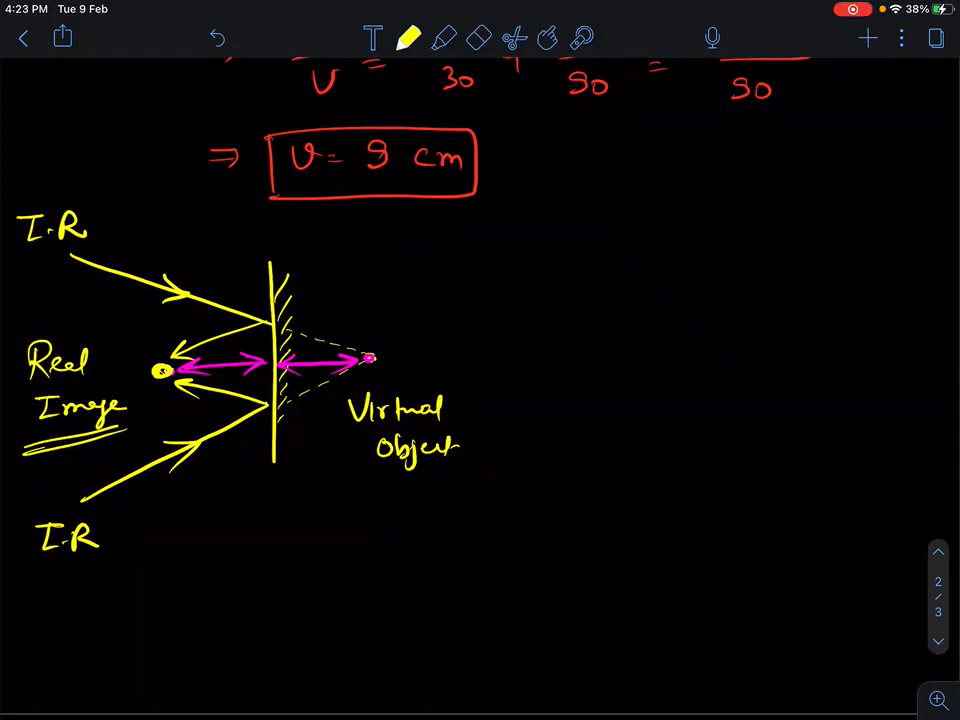 4:23 PM Tue 9 Feb
38%
V = 30 + 90 = 90
⇒ v = 9 cm
I.R
Real
Image
Virtual
Object
I.R
2
/
3